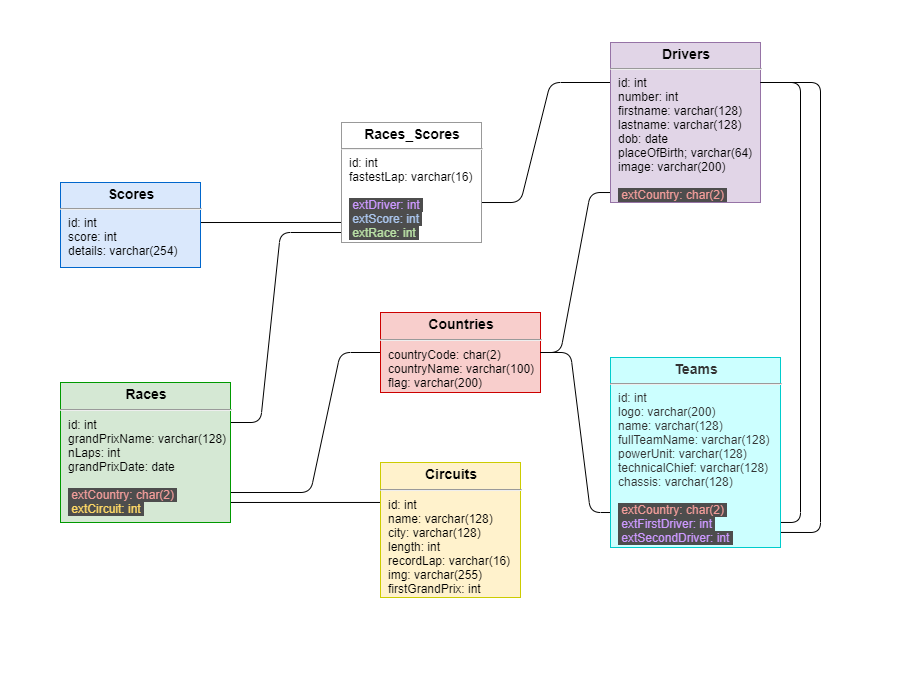 Drivers
id: int
number: int
firstname: varchar(128)
lastname: varchar(128)
dob: date
placeOfBirth; varchar(64)
image: varchar(200)
extCountry: char(2)
Races_Scores
id: int
fastestLap: varchar(16)
extDriver: int
extScore: int
extRace: int
Scores
id: int
score: int
details: varchar(254)
Countries
countryCode: char(2)
countryName: varchar(100)
flag: varchar(200)
Teams
id: int
logo: varchar(200)
name: varchar(128)
fullTeamName: varchar(128)
powerUnit: varchar(128)
technicalChief: varchar(128)
chassis: varchar(128)
extCountry: char(2)
extFirstDriver: int
extSecondDriver: int
Races
id: int
grandPrixName: varchar(128)
nLaps: int
grandPrixDate: date
extCountry: char(2)
extCircuit: int
Circuits
id: int
name: varchar(128)
city: varchar(128)
length: int
recordLap: varchar(16)
img: varchar(255)
firstGrandPrix: int